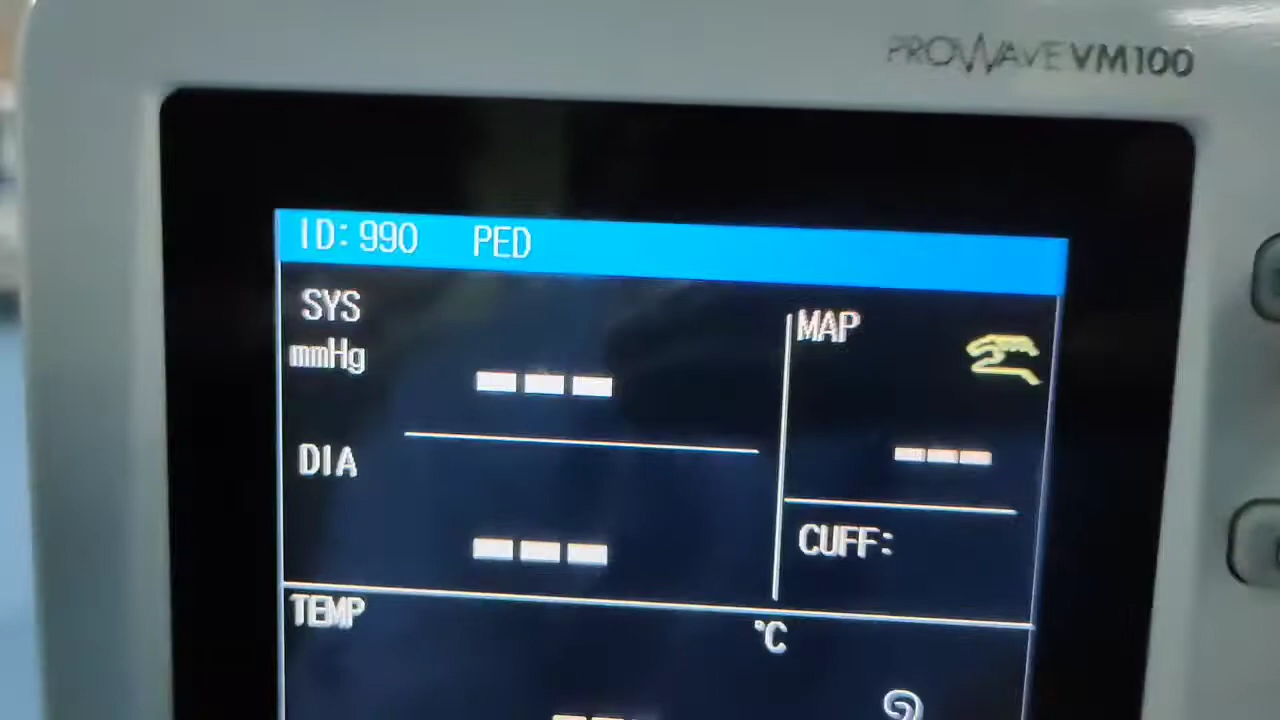 PROWAVE VM100
ID: 990 PED
SYS
mmHg
---
MAP
---
DIA
---
CUFF:
TEMP
°C